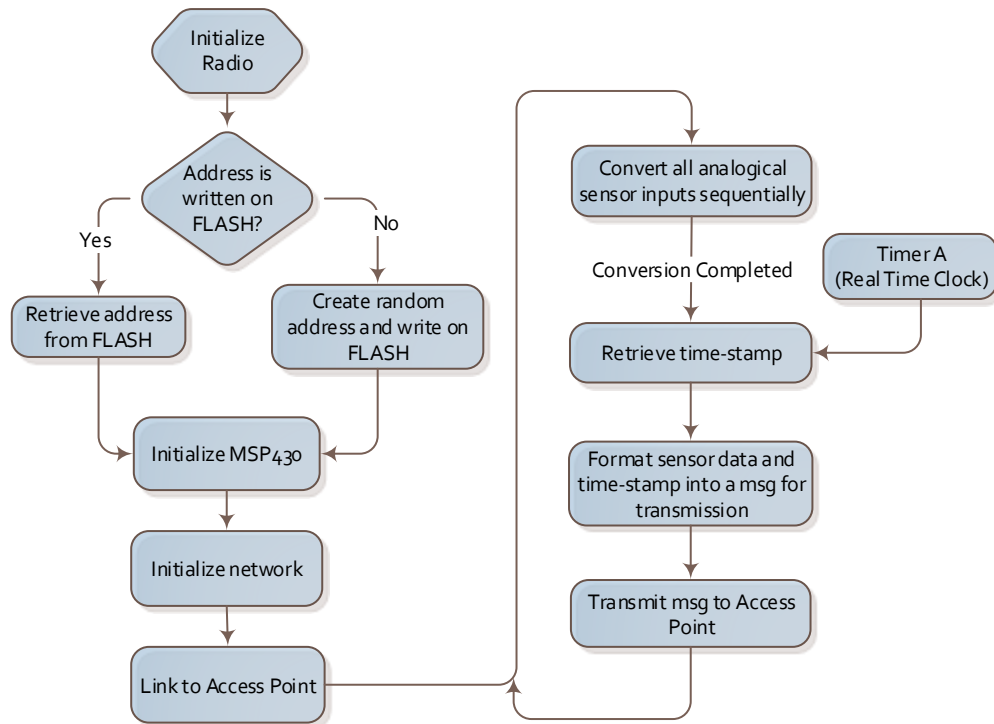 Initialize
Radio
Address is
written on
FLASH?
Yes
No
Retrieve address
from FLASH
Create random
address and write on
FLASH
Initialize MSP430
Initialize network
Link to Access Point
Convert all analogical
sensor inputs sequentially
Conversion Completed
Timer A
(Real Time Clock)
Retrieve time-stamp
Format sensor data and
time-stamp into a msg for
transmission
Transmit msg to Access
Point